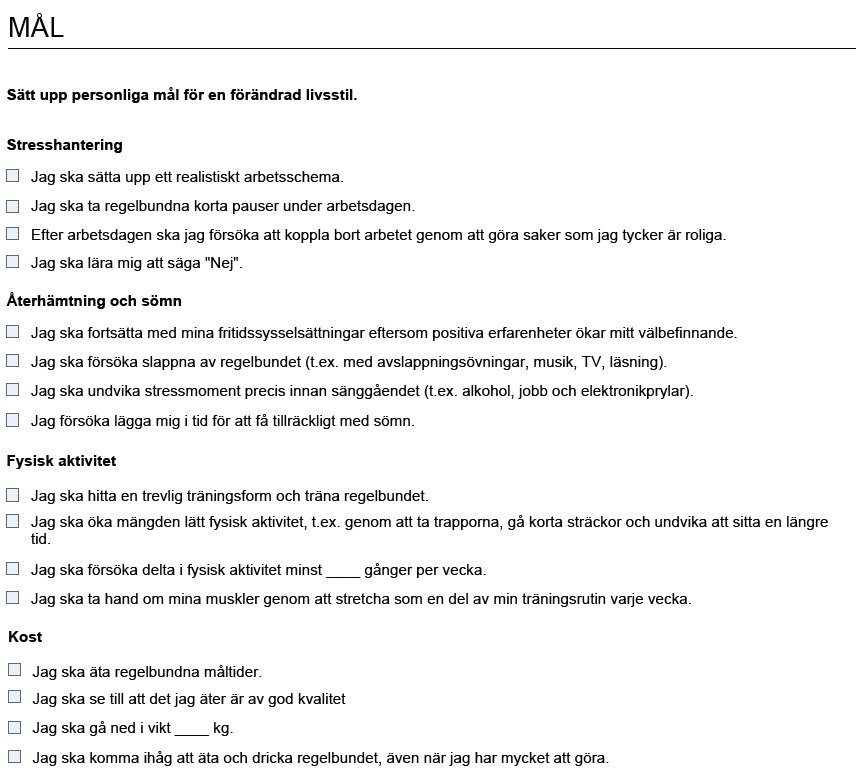 MÅL
Sätt upp personliga mål för en förändrad livsstil.
Stresshantering
Jag ska sätta upp ett realistiskt arbetsschema.
Jag ska ta regelbundna korta pauser under arbetsdagen.
Efter arbetsdagen ska jag försöka att koppla bort arbetet genom att göra saker som jag tycker är roliga.
Jag ska lära mig att säga "Nej".
Återhämtning och sömn
Jag ska fortsätta med mina fritidssysselsättningar eftersom positiva erfarenheter ökar mitt välbefinnande.
Jag ska försöka slappna av regelbundet (t.ex. med avslappningsövningar, musik, TV, läsning).
Jag ska undvika stressmoment precis innan sänggåendet (t.ex. alkohol, jobb och elektronikprylar).
Jag försöka lägga mig i tid för att få tillräckligt med sömn.
Fysisk aktivitet
Jag ska hitta en trevlig träningsform och träna regelbundet.
Jag ska öka mängden lätt fysisk aktivitet, t.ex. genom att ta trapporna, gå korta sträckor och undvika att sitta en längre
tid.
Jag ska försöka delta i fysisk aktivitet minst ____ gånger per vecka.
Jag ska ta hand om mina muskler genom att stretcha som en del av min träningsrutin varje vecka.
Kost
Jag ska äta regelbundna måltider.
Jag ska se till att det jag äter är av god kvalitet
Jag ska gå ned i vikt ____ kg.
Jag ska komma ihåg att äta och dricka regelbundet, även när jag har mycket att göra.